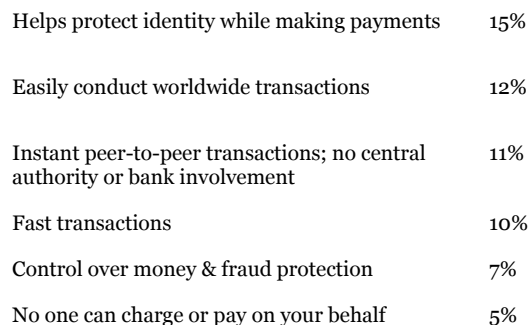 Helps protect identity while making payments 15%
Easily conduct worldwide transactions 12%
Instant peer-to-peer transactions; no central 11%
authority or bank involvement
Fast transactions 10%
Control over money & fraud protection 7%
No one can charge or pay on your behalf 5%